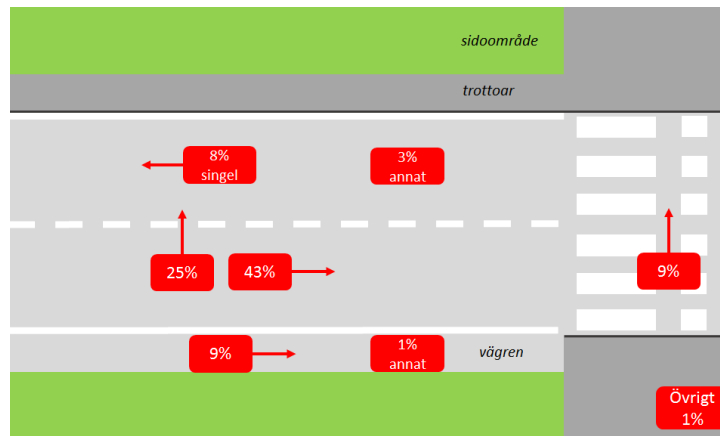 sidoområde
trottoar
8%
singel
3%
annat
25%
43%
9%
9%
1%
annat
vägren
Övrigt
1%